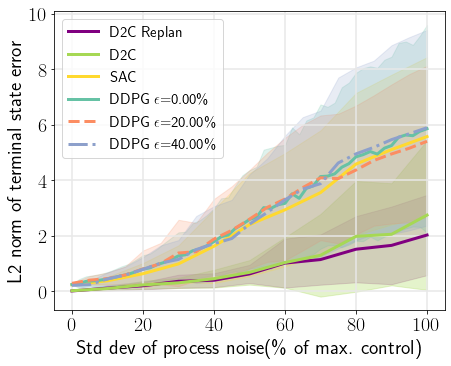 D2C Replan
D2C
SAC
DDPG ϵ=0.00%
DDPG ϵ=20.00%
DDPG ϵ=40.00%
L2 norm of terminal state error
10
8
6
4
2
0
0 20 40 60 80 100
Std dev of process noise(% of max. control)